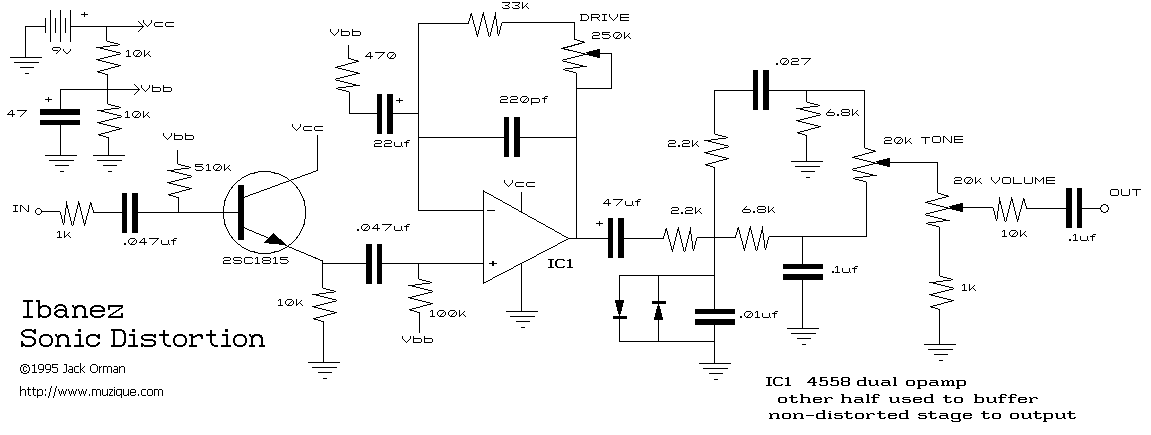 9v
Vcc
10k
Vbb
+
47
+
10k
Vbb
510k
IN
1k
.047uf
Vcc
2SC1815
10k
.047uf
100k
Vbb
Vbb
470
+
22uf
33k
DRIVE
250k
220pf
Vcc
-
+
IC1
47uf
+
2.2k
2.2k
6.8k
.027
6.8k
20k TONE
20k VOLUME
10k
OUT
.1uf
1k
.1uf
.01uf
Ibanez
Sonic Distortion
©1995 Jack Orman
http://www.muzique.com
IC1 4558 dual opamp
other half used to buffer
non-distorted stage to output